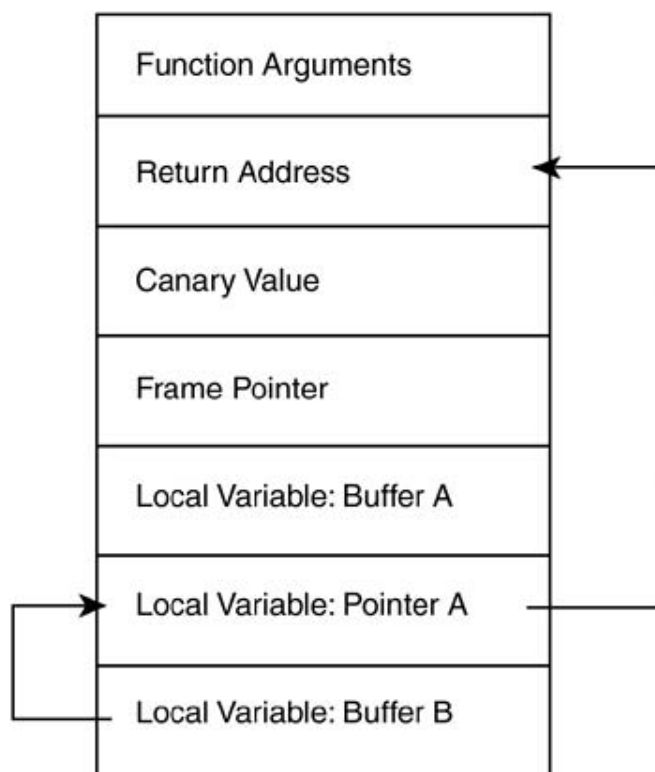 Function Arguments
Return Address
Canary Value
Frame Pointer
Local Variable: Buffer A
Local Variable: Pointer A
Local Variable: Buffer B